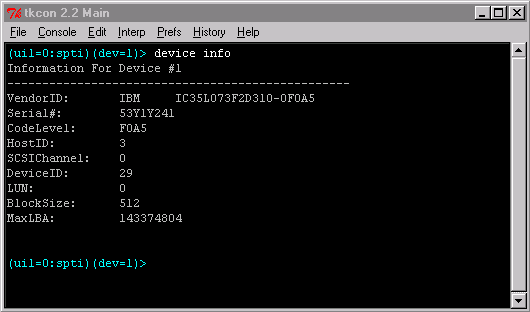 tkcon 2.2 Main
File Console Edit Interp Prefs History Help
(uil=0:spti)(dev=1)> device info
Information For Device #1
-------------------------------------------------
VendorID: IBM IC35L073F2D310-0F0A5
Serial#: 53Y1Y241
CodeLevel: F0A5
HostID: 3
SCSIChannel: 0
DeviceID: 29
LUN: 0
BlockSize: 512
MaxLBA: 143374804
(uil=0:spti)(dev=1)>